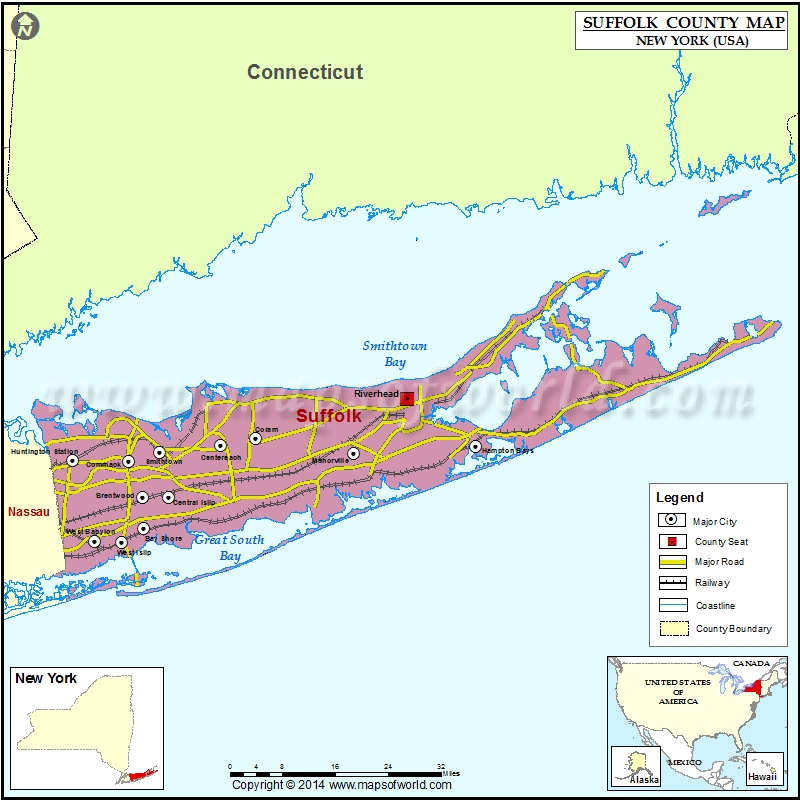 N
SUFFOLK COUNTY MAP
NEW YORK (USA)
Connecticut
Smithtown
Bay
www.mapsofworld.com
Riverhead
Suffolk
Coram
Huntington Station
Commack
Smithtown
Centereach
Manorville
Hampton Bays
Brentwood
Central Islip
Nassau
West Babylon
Bay Shore
West Islip
Great South
Bay
Legend
Major City
County Seat
Major Road
Railway
Coastline
County Boundary
New York
CANADA
UNITED STATES
OF
AMERICA
MEXICO
Alaska
Hawaii
0 4 8 16 24 32
Miles
Copyright © 2014 www.mapsofworld.com